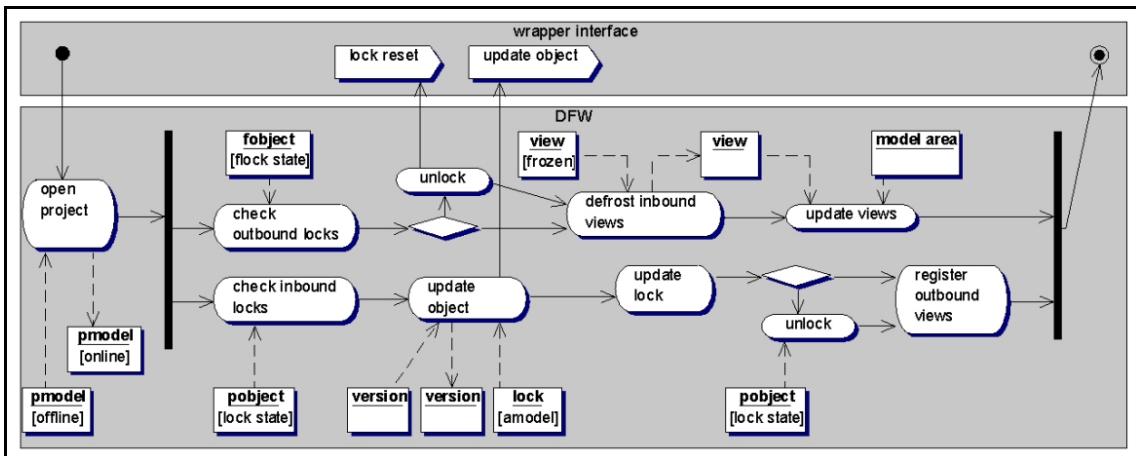 wrapper interface
lock reset
update object
DFW
fobject
[flock state]
view
[frozen]
view
model area
open
project
unlock
check
outbound locks
defrost inbound
views
update views
check inbound
locks
update
object
update
lock
register
outbound
views
unlock
pmodel
[online]
pmodel
[offline]
pobject
[lock state]
version
version
lock
[amodel]
pobject
[lock state]